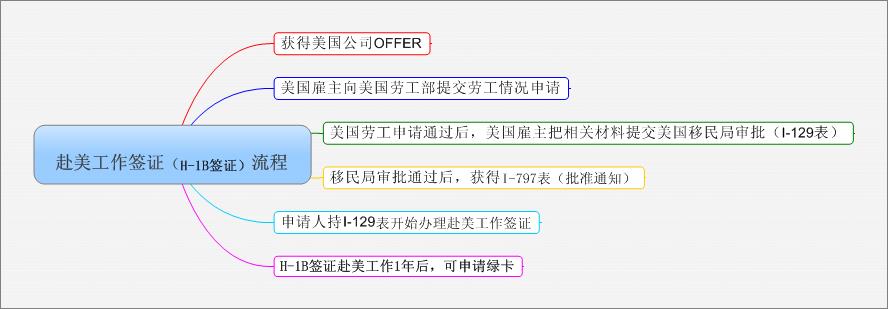 获得美国公司OFFER
美国雇主向美国劳工部提交劳工情况申请
美国劳工申请通过后，美国雇主把相关材料提交美国移民局审批（I-129表）
赴美工作签证（H-1B签证）流程
移民局审批通过后，获得I-797表（批准通知）
申请人持I-129表开始办理赴美工作签证
H-1B签证赴美工作1年后，可申请绿卡